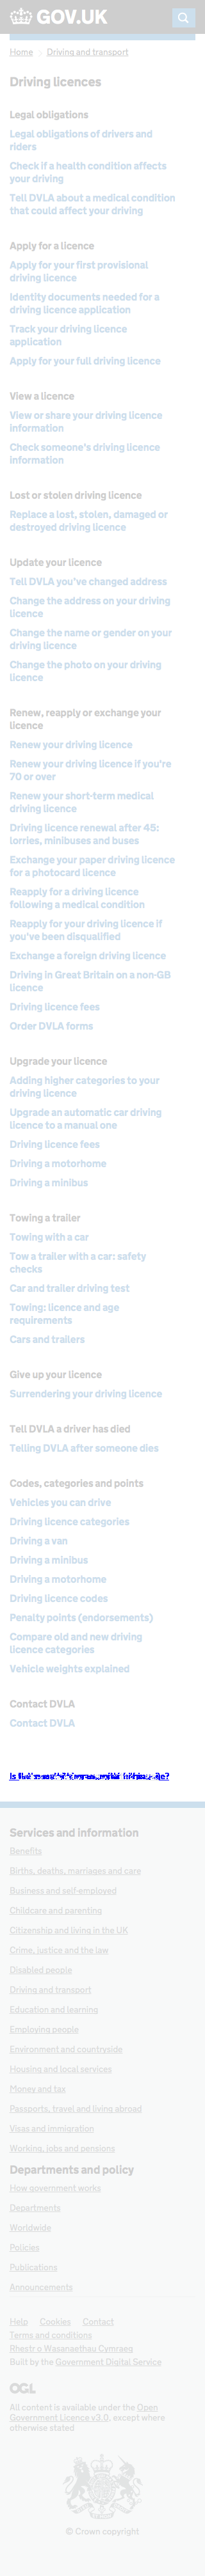 GOV.UK
Home Driving and transport
Driving licences
Legal obligations
Legal obligations of drivers and
riders
Check if a health condition affects
your driving
Tell DVLA about a medical condition
that could affect your driving
Apply for a licence
Apply for your first provisional
driving licence
Identity documents needed for a
driving licence application
Track your driving licence
application
Apply for your full driving licence
View a licence
View or share your driving licence
information
Check someone's driving licence
information
Lost or stolen driving licence
Replace a lost, stolen, damaged or
destroyed driving licence
Update your licence
Tell DVLA you've changed address
Change the address on your driving
licence
Change the name or gender on your
driving licence
Change the photo on your driving
licence
Renew, reapply or exchange your
licence
Renew your driving licence
Renew your driving licence if you're
70 or over
Renew your short-term medical
driving licence
Driving licence renewal after 45:
lorries, minibuses and buses
Exchange your paper driving licence
for a photocard licence
Reapply for a driving licence
following a medical condition
Reapply for your driving licence if
you've been disqualified
Exchange a foreign driving licence
Driving in Great Britain on a non-GB
licence
Driving licence fees
Order DVLA forms
Upgrade your licence
Adding higher categories to your
driving licence
Upgrade an automatic car driving
licence to a manual one
Driving licence fees
Driving a motorhome
Driving a minibus
Towing a trailer
Towing with a car
Tow a trailer with a car: safety
checks
Car and trailer driving test
Towing: licence and age
requirements
Cars and trailers
Give up your licence
Surrendering your driving licence
Tell DVLA a driver has died
Telling DVLA after someone dies
Codes, categories and points
Vehicles you can drive
Driving licence categories
Driving a van
Driving a minibus
Driving a motorhome
Driving licence codes
Penalty points (endorsements)
Compare old and new driving
licence categories
Vehicle weights explained
Contact DVLA
Contact DVLA
Services and information
Benefits
Births, deaths, marriages and care
Business and self-employed
Childcare and parenting
Citizenship and living in the UK
Crime, justice and the law
Disabled people
Driving and transport
Education and learning
Employing people
Environment and countryside
Housing and local services
Money and tax
Passports, travel and living abroad
Visas and immigration
Working, jobs and pensions
Departments and policy
How government works
Departments
Worldwide
Policies
Publications
Announcements
Help Cookies Contact
Terms and conditions
Rhestr o Wasanaethau Cymraeg
Built by the Government Digital Service
OGL
All content is available under the Open
Government Licence v3.0, except where
otherwise stated
© Crown copyright